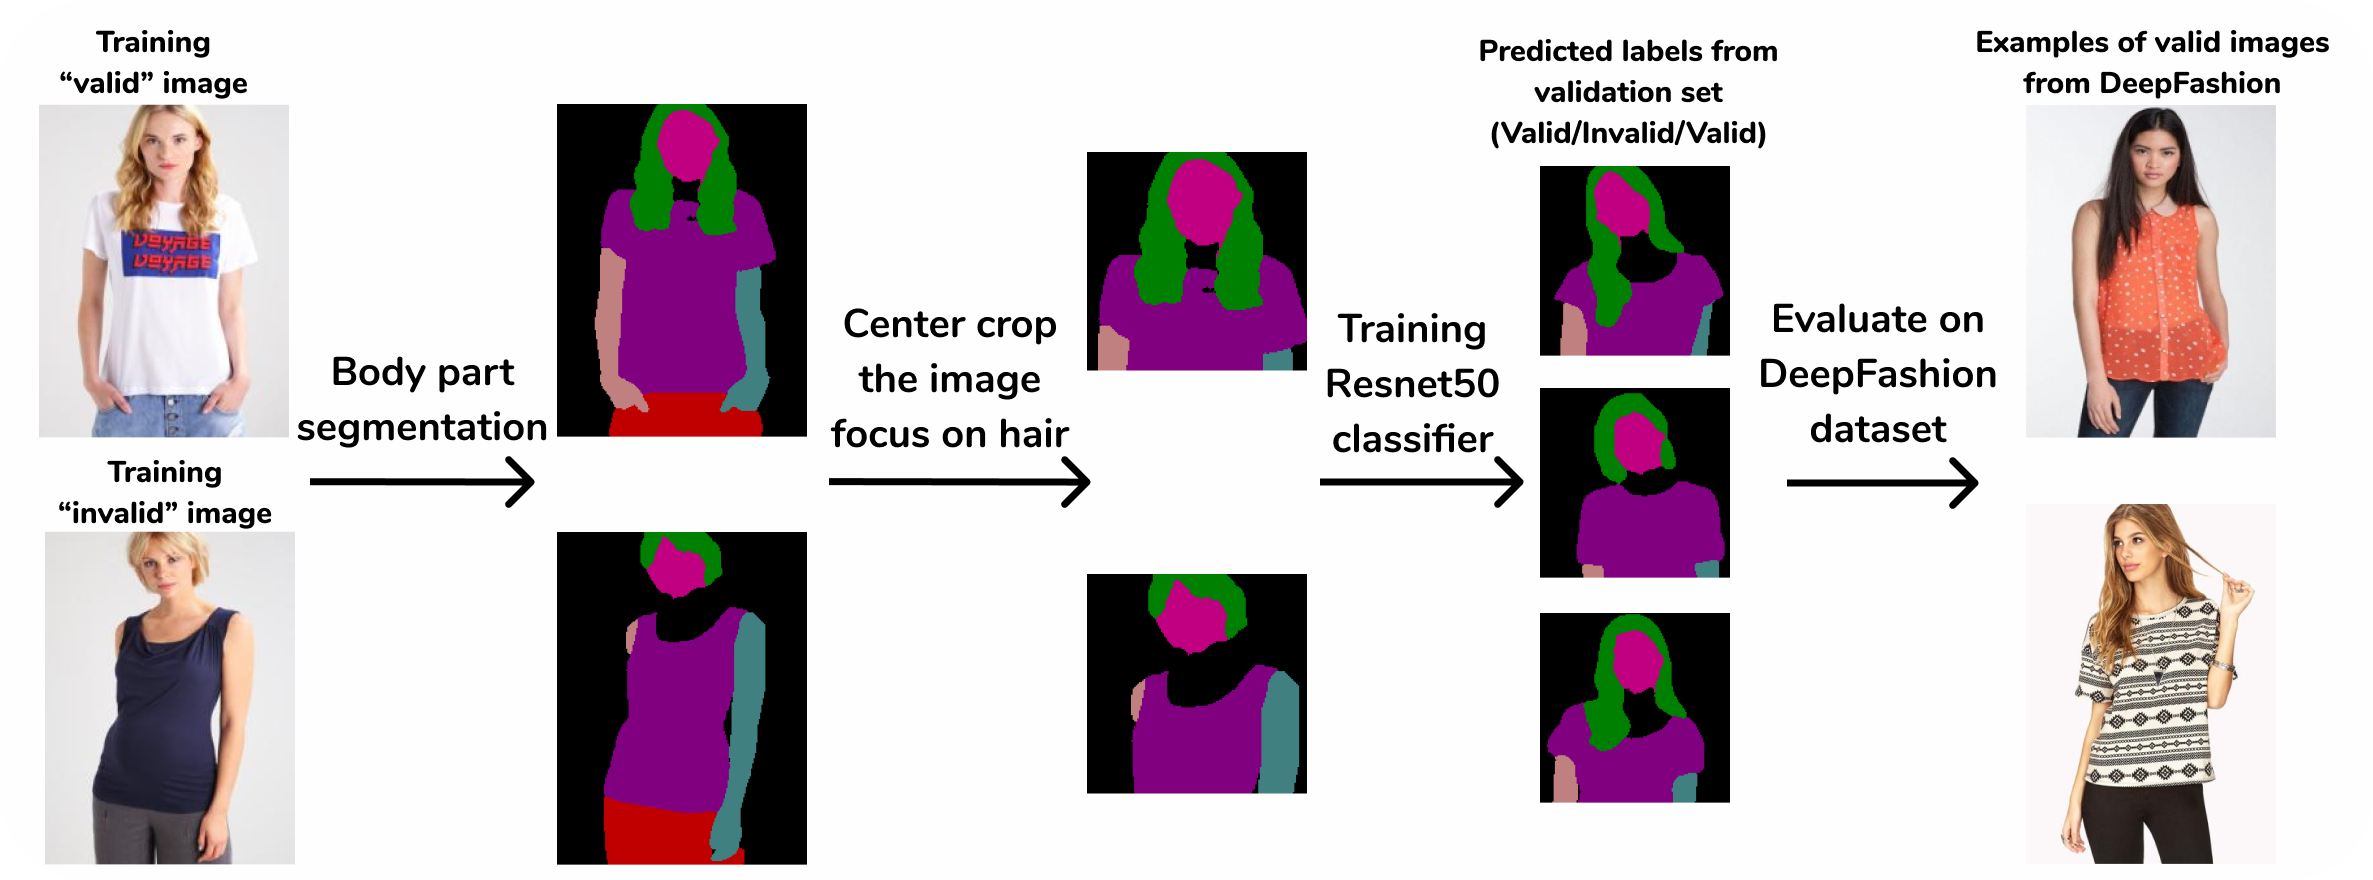 Training
“valid” image
VOYAGE
VOYAGE
Training
“invalid” image
Body part
segmentation
Center crop
the image
focus on hair
Training
Resnet50
classifier
Predicted labels from
validation set
(Valid/Invalid/Valid)
Evaluate on
DeepFashion
dataset
Examples of valid images
from DeepFashion